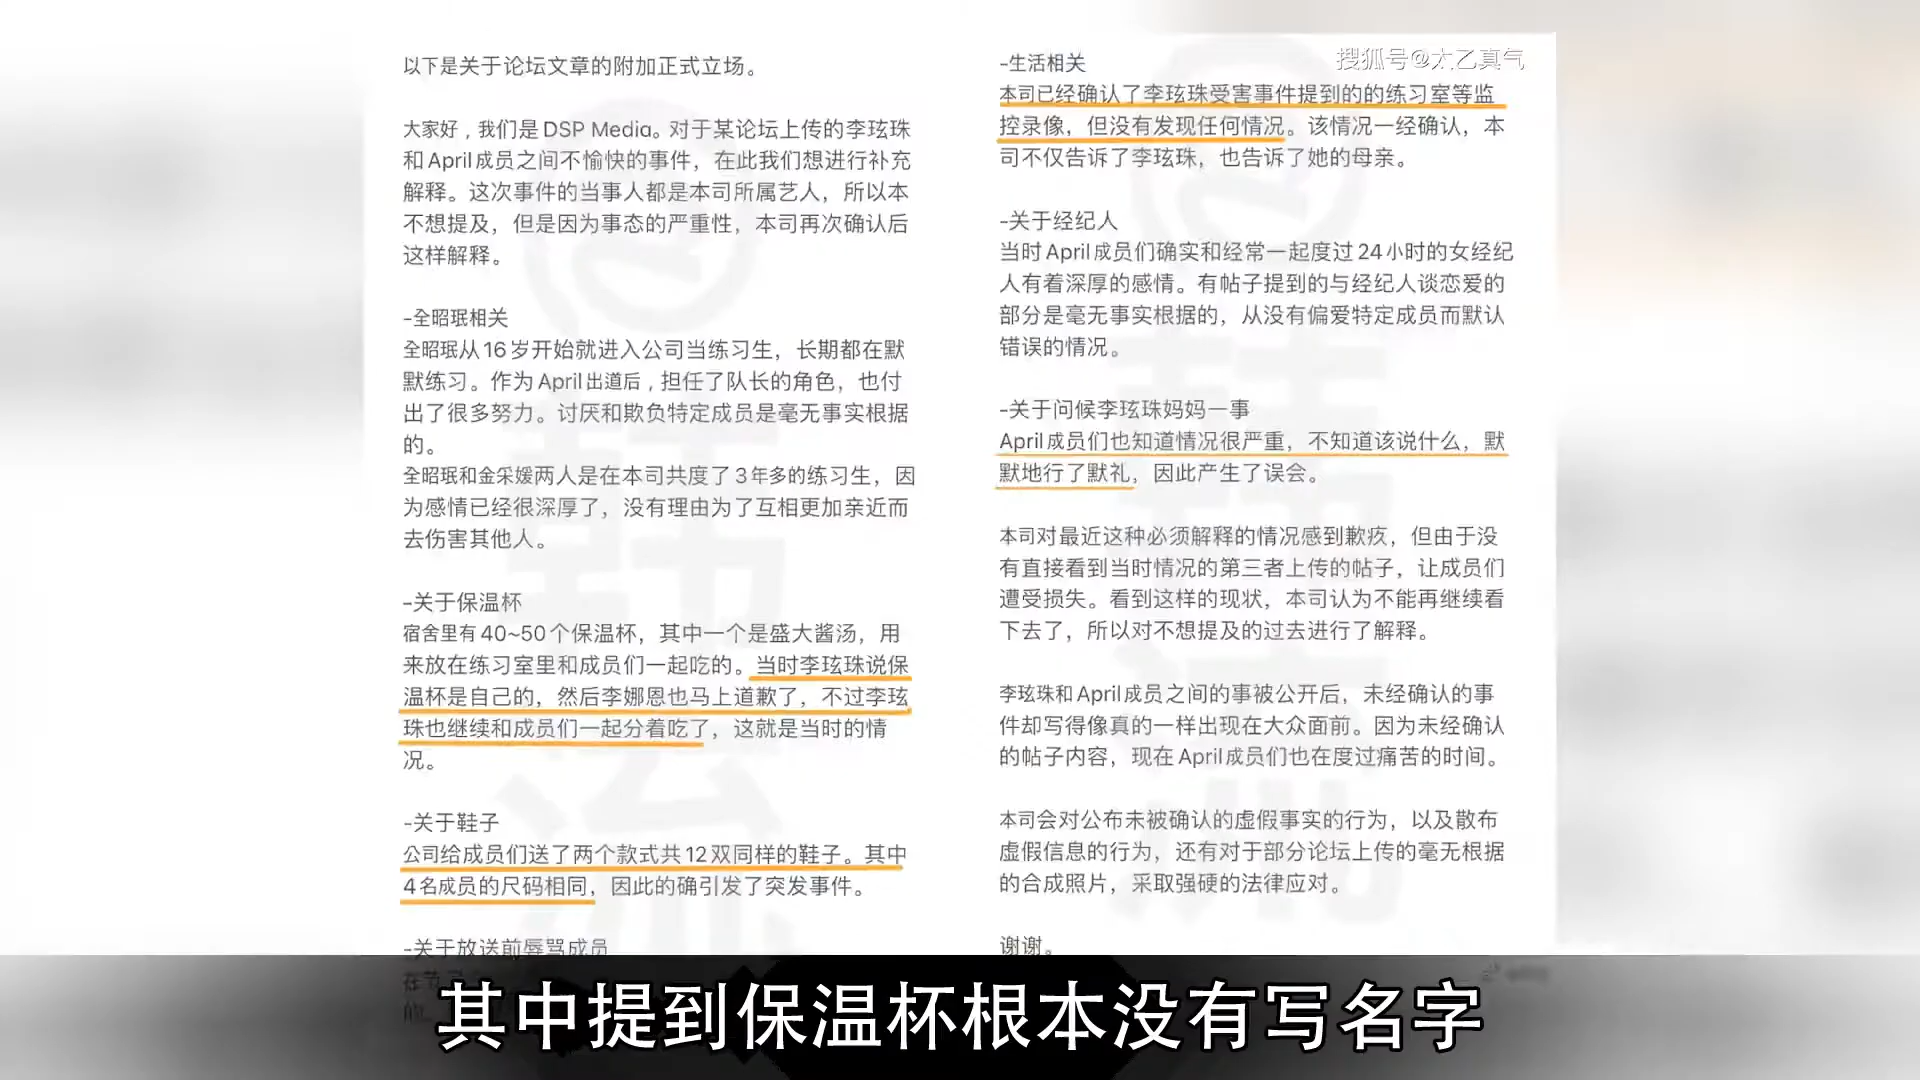 以下是关于论坛文章的附加正式立场。
大家好，我们是DSP Media。对于某论坛上传的李玹珠
和April成员之间不愉快的事件，在此我们想进行补充
解释。这次事件的当事人都是本司所属艺人，所以本
不想提及，但是因为事态的严重性，本司再次确认后
这样解释。
-全昭珉相关
全昭珉从16岁开始就进入公司当练习生，长期都在默
默练习。作为April出道后，担任了队长的角色，也付
出了很多努力。讨厌和欺负特定成员是毫无事实根据
的。
全昭珉和金采媛两人是在本司共度了3年多的练习生，因
为感情已经很深厚了，没有理由为了互相更加亲近而
去伤害其他人。
-关于保温杯
宿舍里有40~50个保温杯，其中一个是盛大酱汤，用
来放在练习室里和成员们一起吃的。当时李玹珠说保
温杯是自己的，然后李娜恩也马上道歉了，不过李玹
珠也继续和成员们一起分着吃了，这就是当时的情
况。
-关于鞋子
公司给成员们送了两个款式共12双同样的鞋子。其中
4名成员的尺码相同，因此的确引发了突发事件。
-关于放送前辱骂成员
搜狐号@太乙真气
-生活相关
本司已经确认了李玹珠受害事件提到的的练习室等监
控录像，但没有发现任何情况。该情况一经确认，本
司不仅告诉了李玹珠，也告诉了她的母亲。
-关于经纪人
当时April成员们确实和经常一起度过24小时的女经纪
人有着深厚的感情。有帖子提到的与经纪人谈恋爱的
部分是毫无事实根据的，从没有偏爱特定成员而默认
错误的情况。
-关于问候李玹珠妈妈一事
April成员们也知道情况很严重，不知道该说什么，默
默地行了默礼，因此产生了误会。
本司对最近这种必须解释的情况感到歉疚，但由于没
有直接看到当时情况的第三者上传的帖子，让成员们
遭受损失。看到这样的现状，本司认为不能再继续看
下去了，所以对不想提及的过去进行了解释。
李玹珠和April成员之间的事被公开后，未经确认的事
件却写得像真的一样出现在大众面前。因为未经确认
的帖子内容，现在April成员们也在度过痛苦的时间。
本司会对公布未被确认的虚假事实的行为，以及散布
虚假信息的行为，还有对于部分论坛上传的毫无根据
的合成照片，采取强硬的法律应对。
谢谢。
其中提到保温杯根本没有写名字